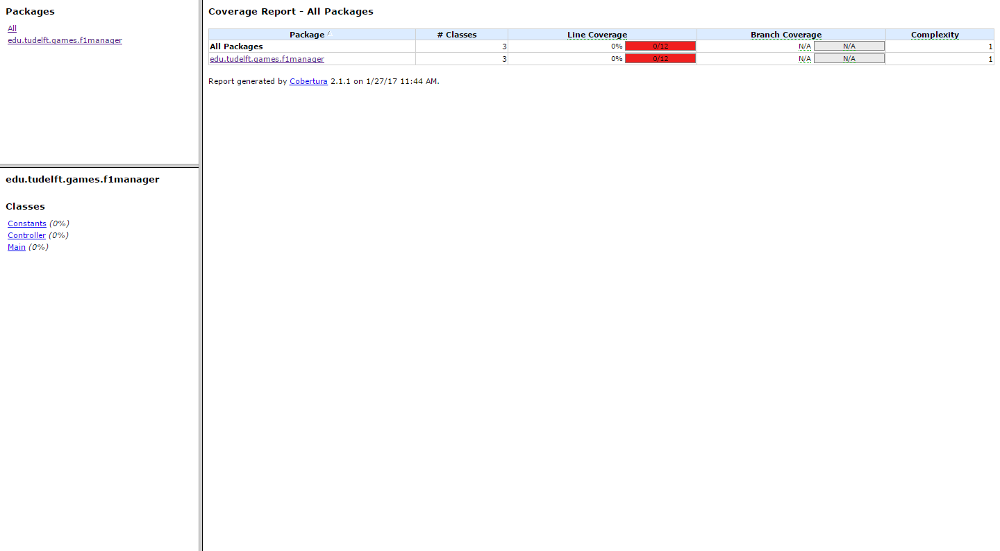 Packages
All
edu.tudelft.games.f1manager
edu.tudelft.games.f1manager
Classes
Constants (0%)
Controller (0%)
Main (0%)
Coverage Report - All Packages
Package # Classes Line Coverage Branch Coverage Complexity
All Packages 3 0% 0/12 N/A N/A 1
edu.tudelft.games.f1manager 3 0% 0/12 N/A N/A 1
Report generated by Cobertura 2.1.1 on 1/27/17 11:44 AM.